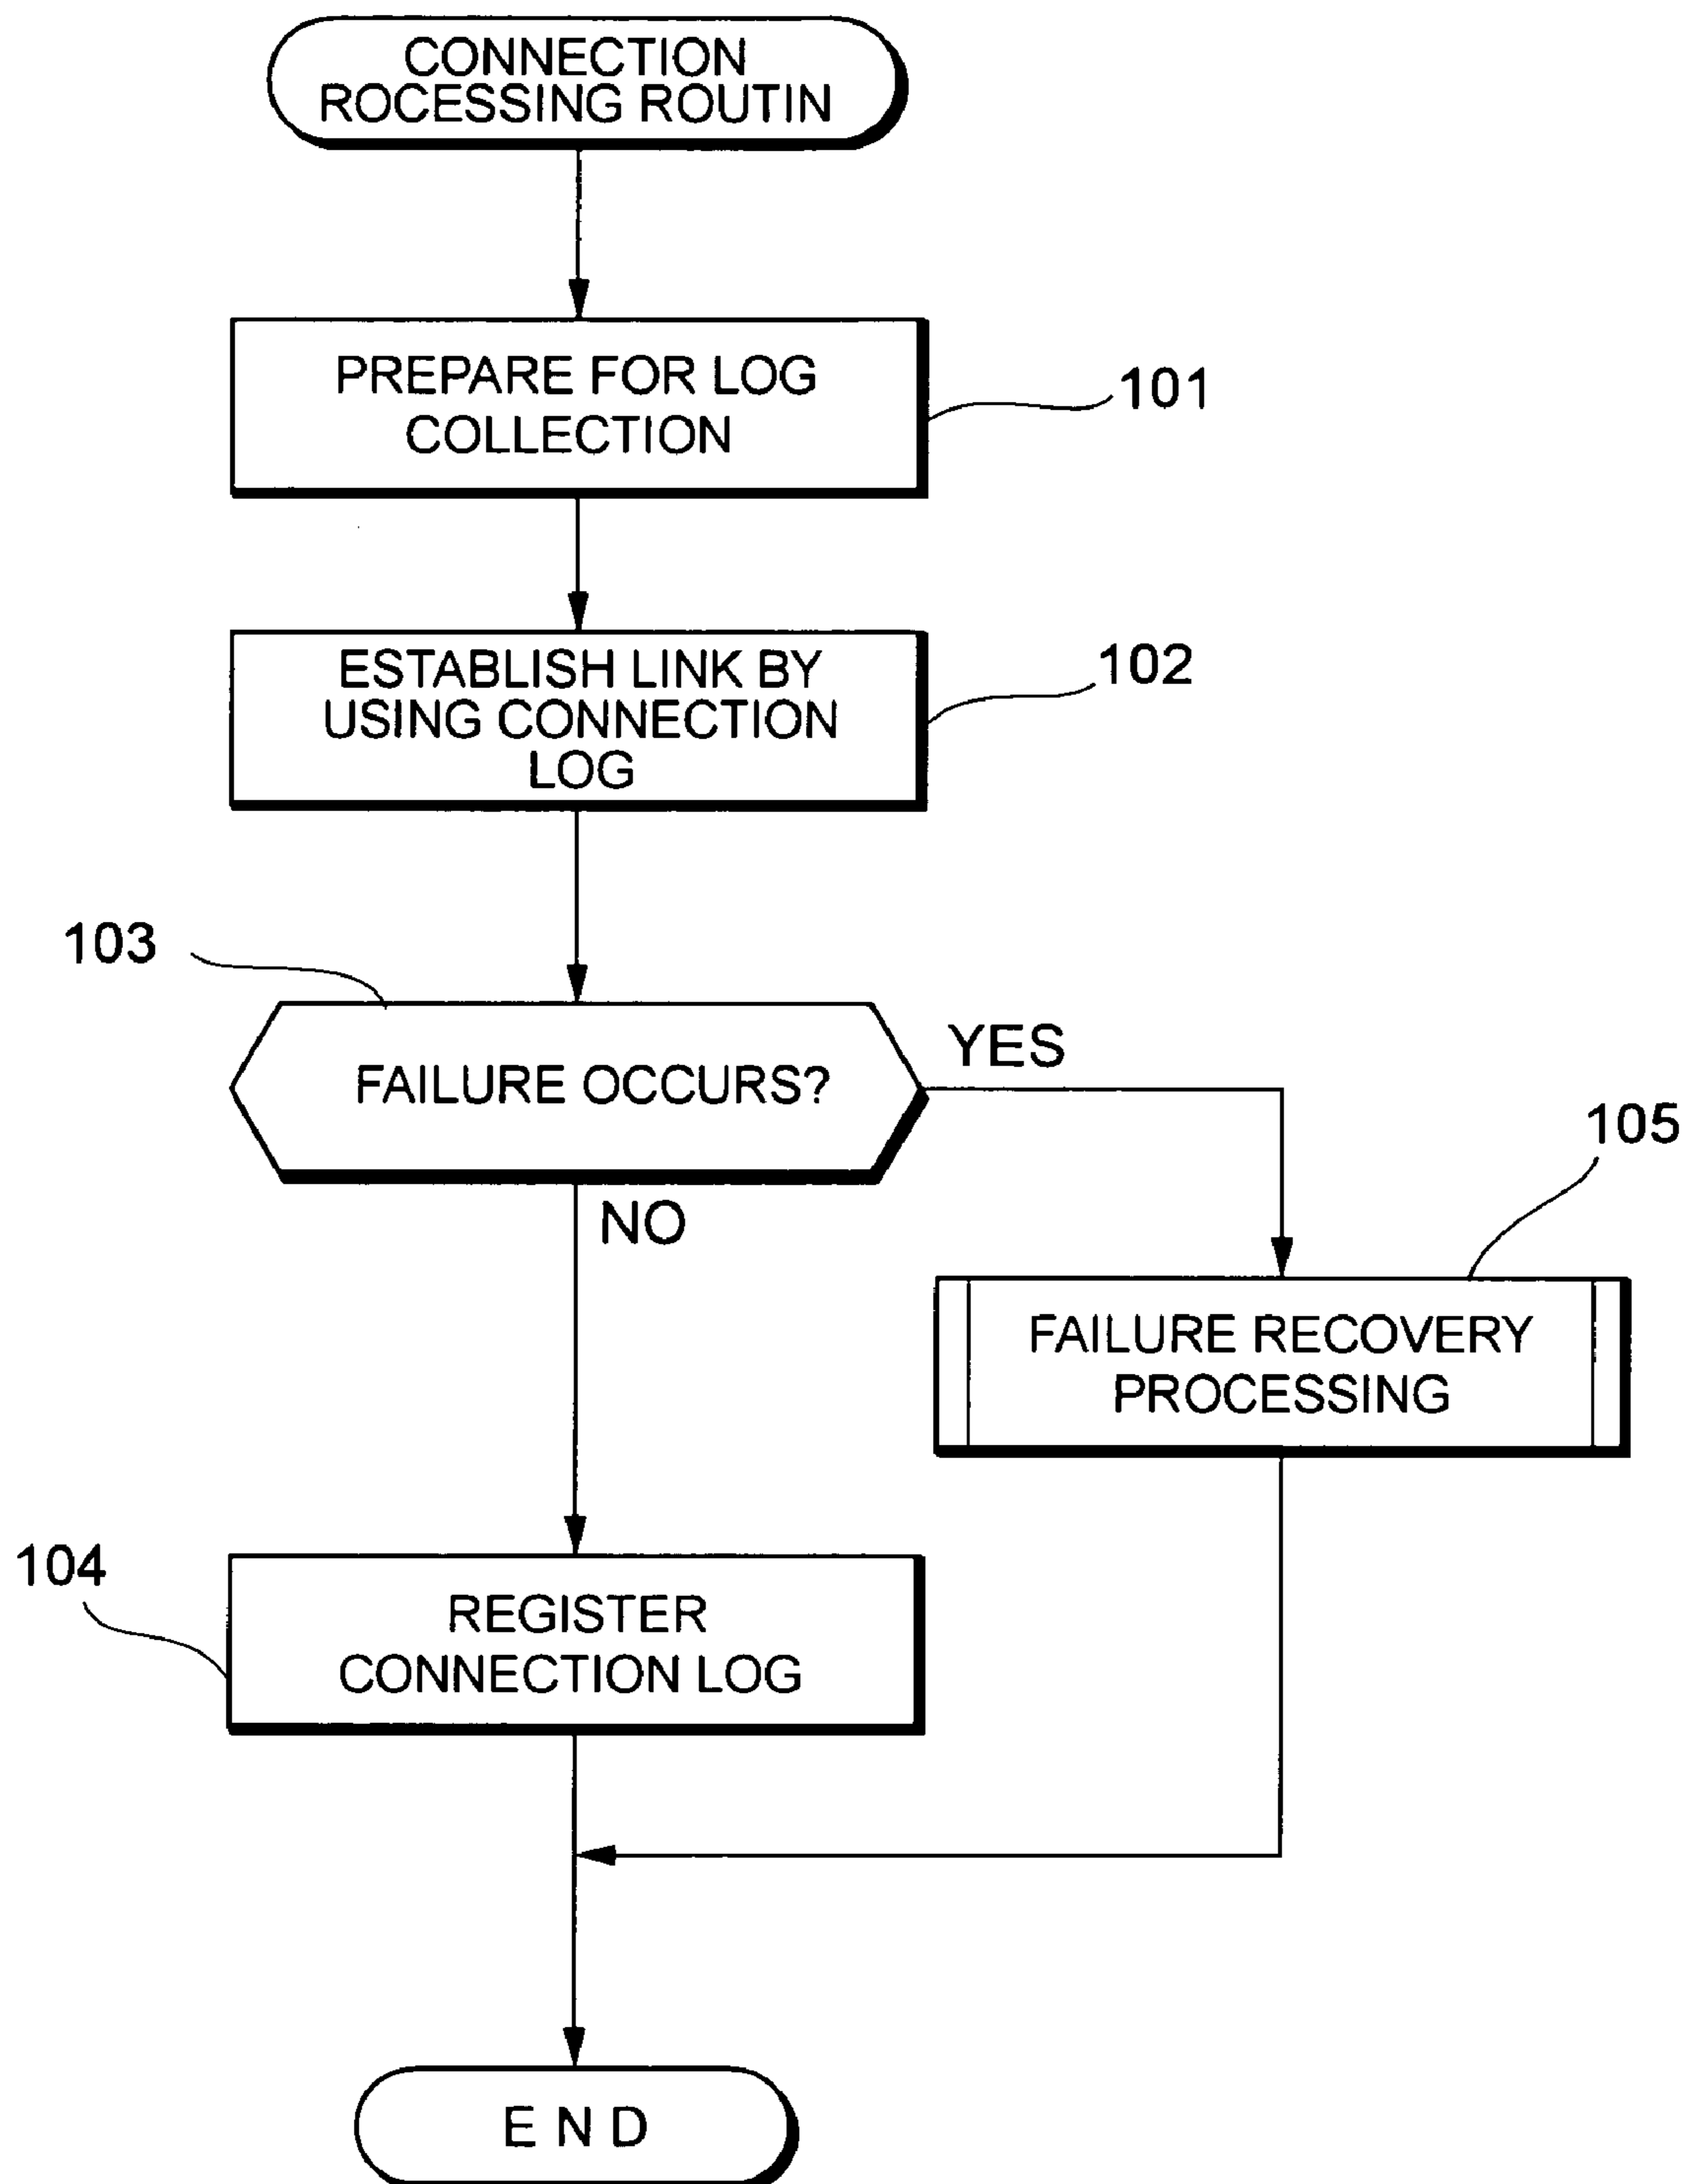 CONNECTION
ROCESSING ROUTIN
PREPARE FOR LOG
COLLECTION
101
ESTABLISH LINK BY
USING CONNECTION
LOG
102
103
FAILURE OCCURS?
YES
NO
105
FAILURE RECOVERY
PROCESSING
104
REGISTER
CONNECTION LOG
END